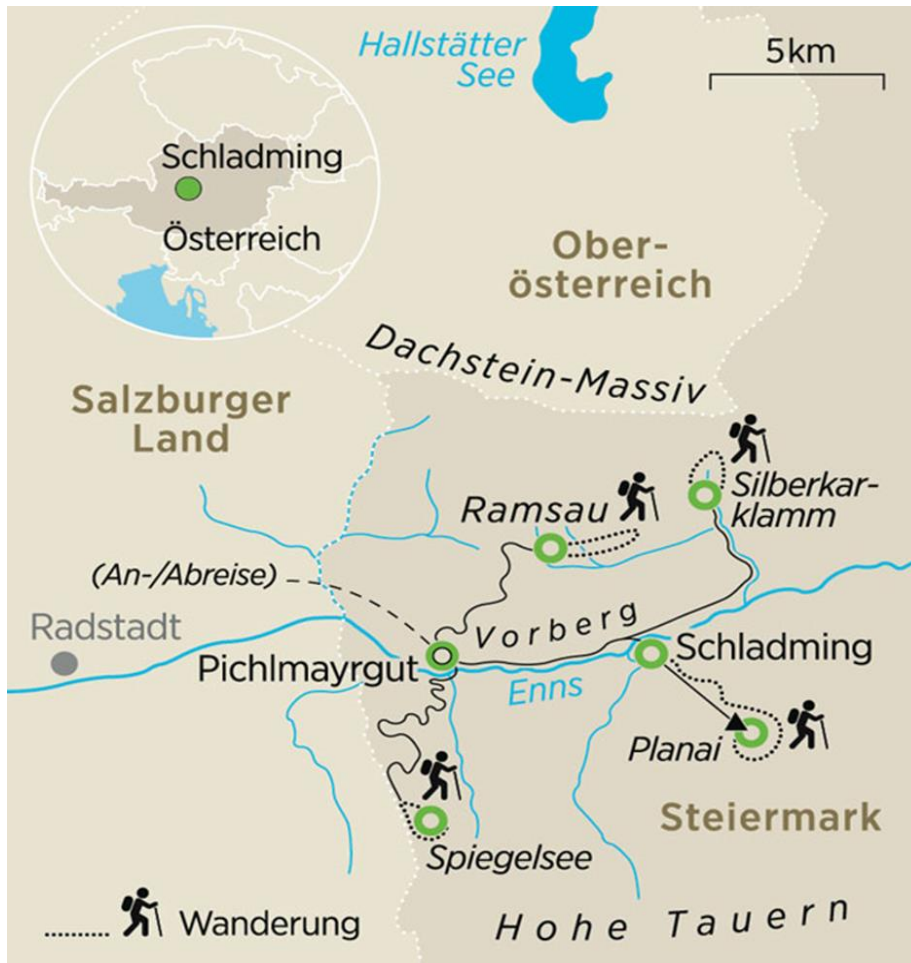 Hallstätter
See
5km
Schladming
Österreich
Ober-
österreich
Dachstein-Massiv
Salzburger
Land
Silberkar-
klamm
Ramsau
(An-/Abreise)
Radstadt
Vorberg
Pichlmayrgut
Schladming
Enns
Planai
Steiermark
Spiegelsee
Wanderung
Hohe Tauern